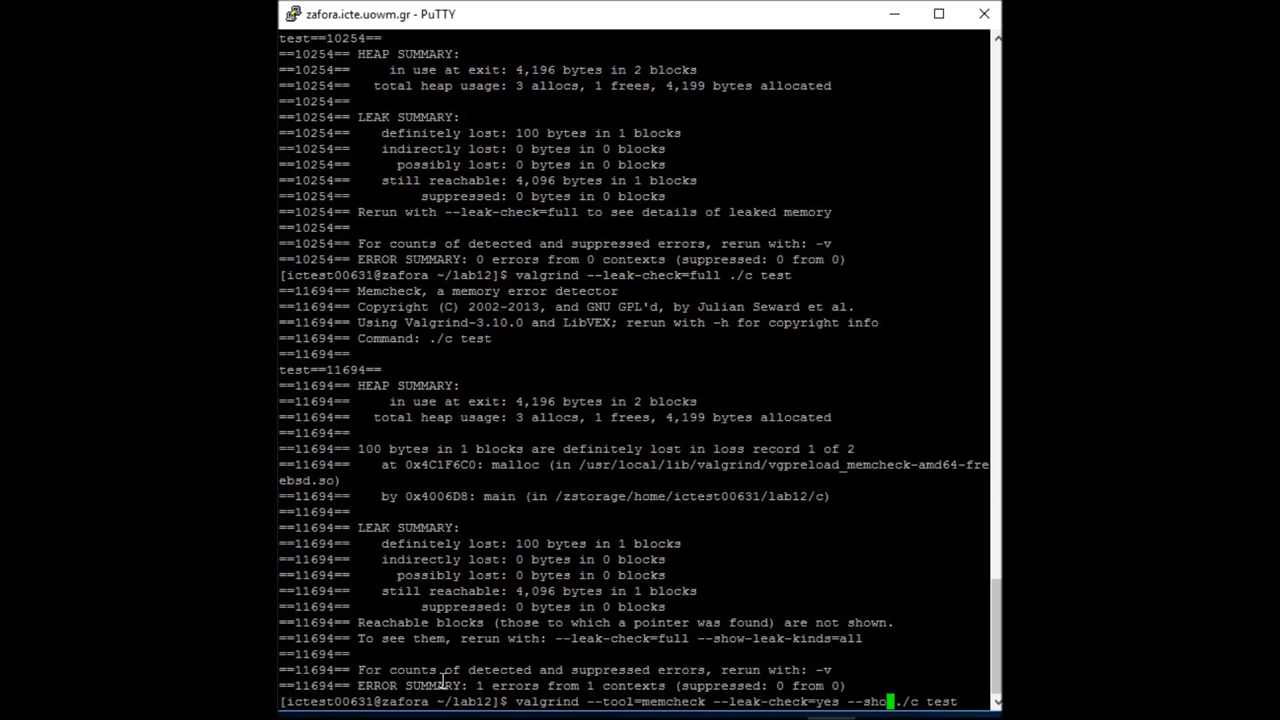 zafora.icte.uowm.gr - PuTTY
test==10254==
==10254== HEAP SUMMARY:
==10254==     in use at exit: 4,196 bytes in 2 blocks
==10254==   total heap usage: 3 allocs, 1 frees, 4,199 bytes allocated
==10254==
==10254== LEAK SUMMARY:
==10254==    definitely lost: 100 bytes in 1 blocks
==10254==    indirectly lost: 0 bytes in 0 blocks
==10254==      possibly lost: 0 bytes in 0 blocks
==10254==    still reachable: 4,096 bytes in 1 blocks
==10254==         suppressed: 0 bytes in 0 blocks
==10254== Rerun with --leak-check=full to see details of leaked memory
==10254==
==10254== For counts of detected and suppressed errors, rerun with: -v
==10254== ERROR SUMMARY: 0 errors from 0 contexts (suppressed: 0 from 0)
[ictest00631@zafora ~/lab12]$ valgrind --leak-check=full ./c test
==11694== Memcheck, a memory error detector
==11694== Copyright (C) 2002-2013, and GNU GPL'd, by Julian Seward et al.
==11694== Using Valgrind-3.10.0 and LibVEX; rerun with -h for copyright info
==11694== Command: ./c test
==11694==
test==11694==
==11694== HEAP SUMMARY:
==11694==     in use at exit: 4,196 bytes in 2 blocks
==11694==   total heap usage: 3 allocs, 1 frees, 4,199 bytes allocated
==11694==
==11694== 100 bytes in 1 blocks are definitely lost in loss record 1 of 2
==11694==    at 0x4C1F6C0: malloc (in /usr/local/lib/valgrind/vgpreload_memcheck-amd64-fre
ebsd.so)
==11694==    by 0x4006D8: main (in /zstorage/home/ictest00631/lab12/c)
==11694==
==11694== LEAK SUMMARY:
==11694==    definitely lost: 100 bytes in 1 blocks
==11694==    indirectly lost: 0 bytes in 0 blocks
==11694==      possibly lost: 0 bytes in 0 blocks
==11694==    still reachable: 4,096 bytes in 1 blocks
==11694==         suppressed: 0 bytes in 0 blocks
==11694== Reachable blocks (those to which a pointer was found) are not shown.
==11694== To see them, rerun with: --leak-check=full --show-leak-kinds=all
==11694==
==11694== For counts of detected and suppressed errors, rerun with: -v
==11694== ERROR SUMMARY: 1 errors from 1 contexts (suppressed: 0 from 0)
[ictest00631@zafora ~/lab12]$ valgrind --tool=memcheck --leak-check=yes --sho ./c test